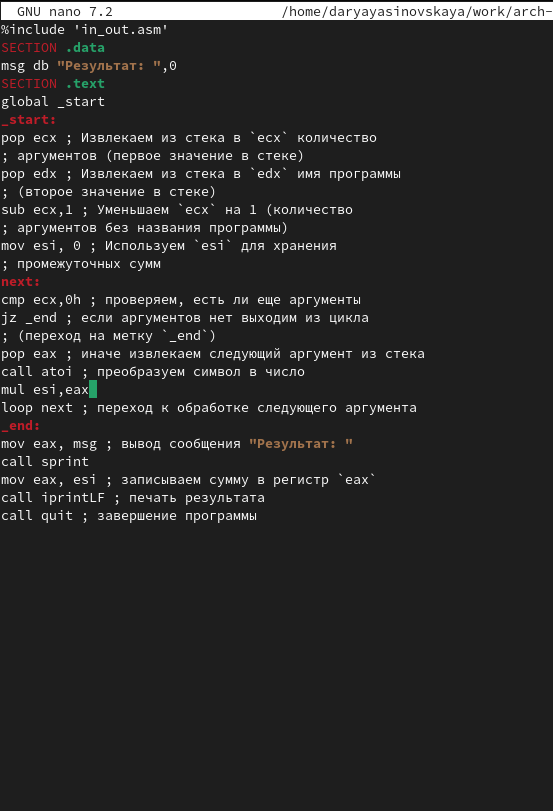 GNU nano 7.2 /home/daryayasinovskaya/work/arch-
%include 'in_out.asm'
SECTION .data
msg db "Результат: ",0
SECTION .text
global _start
_start:
pop ecx ; Извлекаем из стека в `ecx` количество
; аргументов (первое значение в стеке)
pop edx ; Извлекаем из стека в `edx` имя программы
; (второе значение в стеке)
sub ecx,1 ; Уменьшаем `ecx` на 1 (количество
; аргументов без названия программы)
mov esi, 0 ; Используем `esi` для хранения
; промежуточных сумм
next:
cmp ecx,0h ; проверяем, есть ли еще аргументы
jz _end ; если аргументов нет выходим из цикла
; (переход на метку `_end`)
pop eax ; иначе извлекаем следующий аргумент из стека
call atoi ; преобразуем символ в число
mul esi,eax
loop next ; переход к обработке следующего аргумента
_end:
mov eax, msg ; вывод сообщения "Результат: "
call sprint
mov eax, esi ; записываем сумму в регистр `eax`
call iprintLF ; печать результата
call quit ; завершение программы